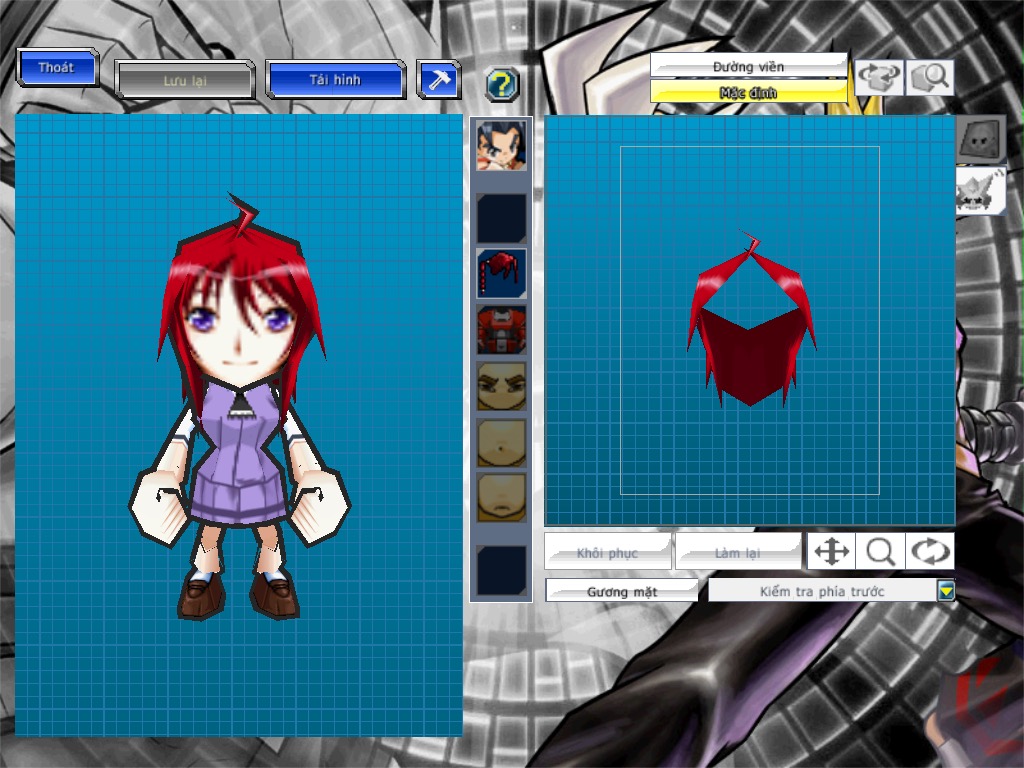 Thoát
Lưu lại
Tải hình
?
Đường viền
Mặc định
Khôi phục
Làm lại
Gương mặt
Kiểm tra phía trước